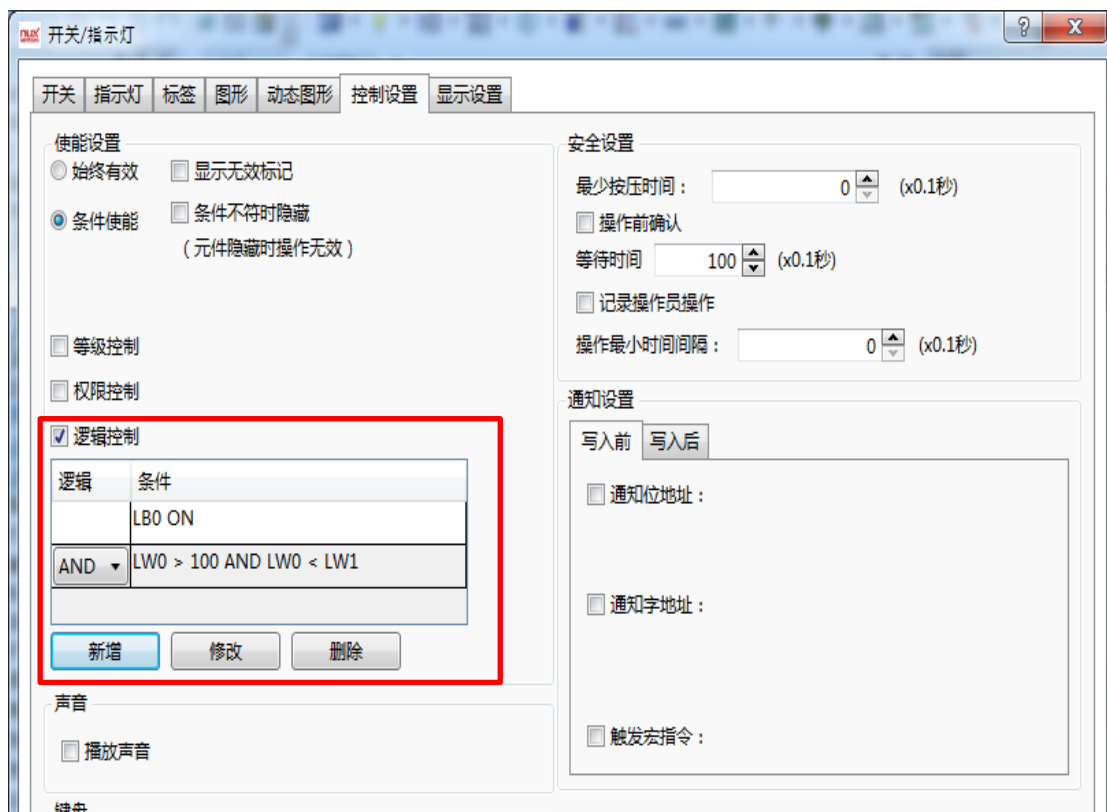 开关/指示灯
开关 指示灯 标签 图形 动态图形 控制设置 显示设置
使能设置
始终有效 显示无效标记
条件使能 条件不符时隐藏
（元件隐藏时操作无效）
等级控制
权限控制
逻辑控制
逻辑 条件
LB0 ON
AND LW0 > 100 AND LW0 < LW1
新增 修改 删除
声音
播放声音
键盘
安全设置
最少按压时间： 0 (x0.1秒)
操作前确认
等待时间 100 (x0.1秒)
记录操作员操作
操作最小时间间隔： 0 (x0.1秒)
通知设置
写入前 写入后
通知位地址：
通知字地址：
触发宏指令：